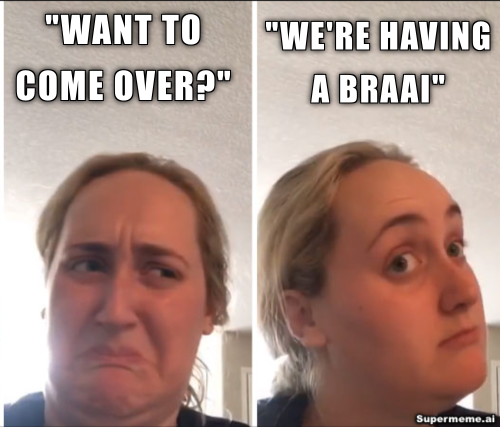 "WANT TO
COME OVER?"
"WE'RE HAVING
A BRAAI"
Supermeme.ai